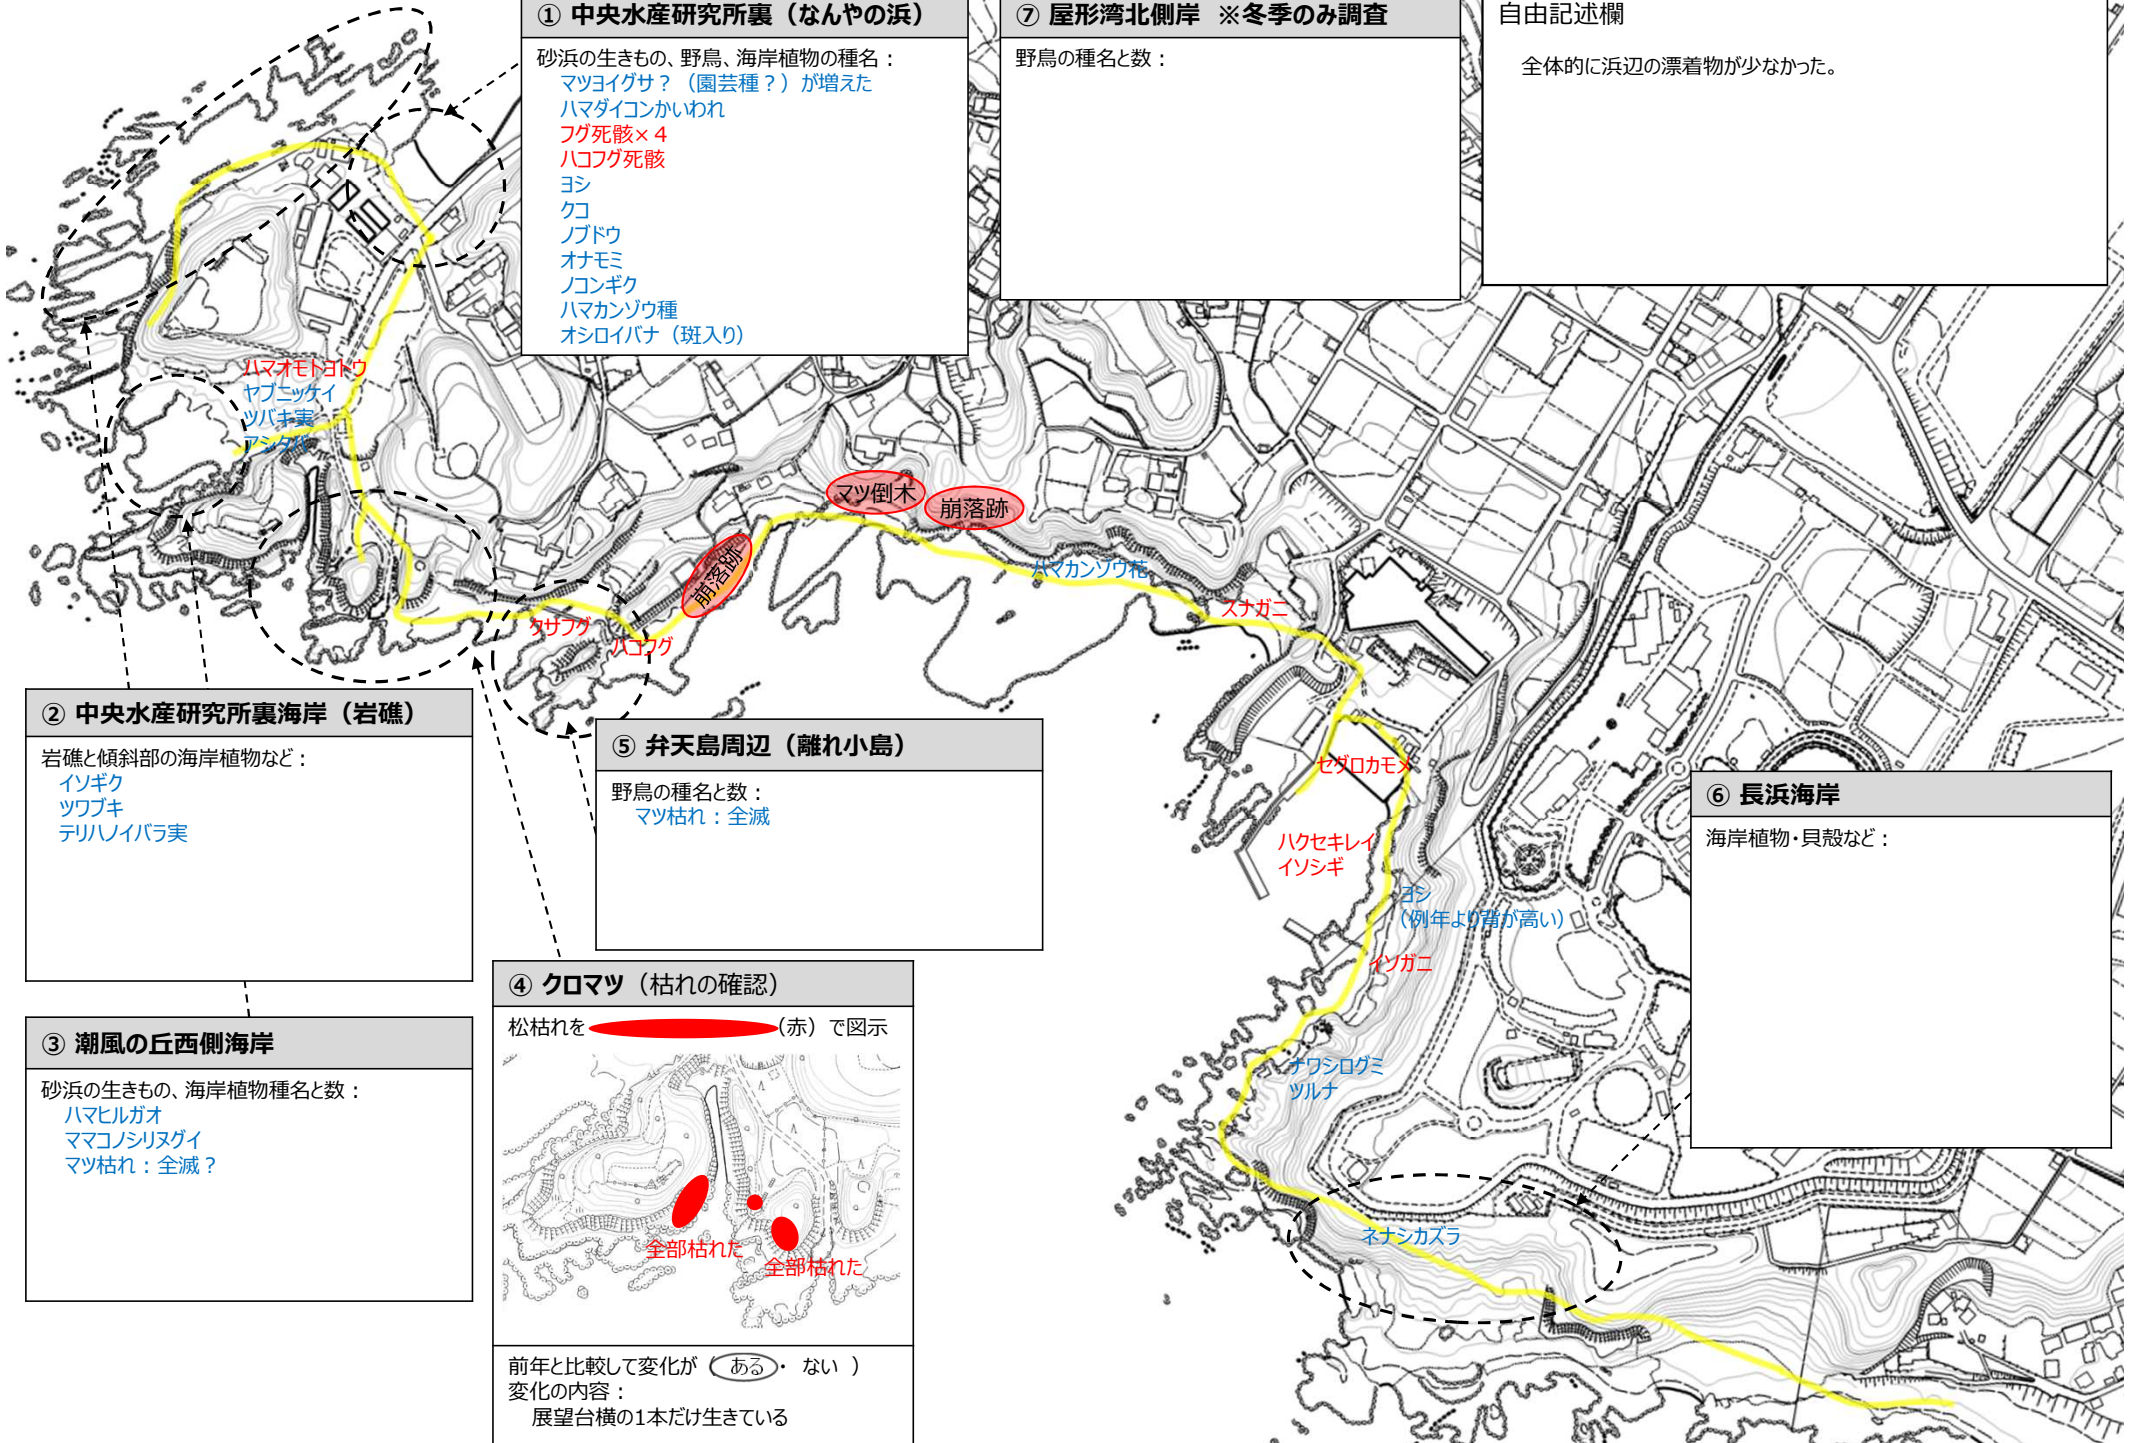 ① 中央水産研究所裏（なんやの浜）
砂浜の生きもの、野鳥、海岸植物の種名：
マツヨイグサ？（園芸種？）が増えた
ハマダイコンかいわれ
フグ死骸×４
ハコフグ死骸
ヨシ
クコ
ノブドウ
オナモミ
ノコンギク
ハマカンゾウ種
オシロイバナ（斑入り）
⑦ 屋形湾北側岸 ※冬季のみ調査
野鳥の種名と数：
自由記述欄
全体的に浜辺の漂着物が少なかった。
ハマオモトヨトウ
ヤブニッケイ
ツバキ実
アシタバ
マツ倒木
崩落跡
崩落跡
ハマカンゾウ花
スナガニ
クサフグ
ハコフグ
セグロカモメ
ハクセキレイ
イソシギ
ヨシ
（例年より背が高い）
イソガニ
ナワシログミ
ツルナ
ネナシカズラ
② 中央水産研究所裏海岸（岩礁）
岩礁と傾斜部の海岸植物など：
イソギク
ツワブキ
テリハノイバラ実
⑤ 弁天島周辺（離れ小島）
野鳥の種名と数：
マツ枯れ：全滅
⑥ 長浜海岸
海岸植物・貝殻など：
③ 潮風の丘西側海岸
砂浜の生きもの、海岸植物種名と数：
ハマヒルガオ
ママコノシリヌグイ
マツ枯れ：全滅？
④ クロマツ（枯れの確認）
松枯れを（赤）で図示
全部枯れた
全部枯れた
前年と比較して変化が（ ある ・ ない ）
変化の内容：
展望台横の1本だけ生きている